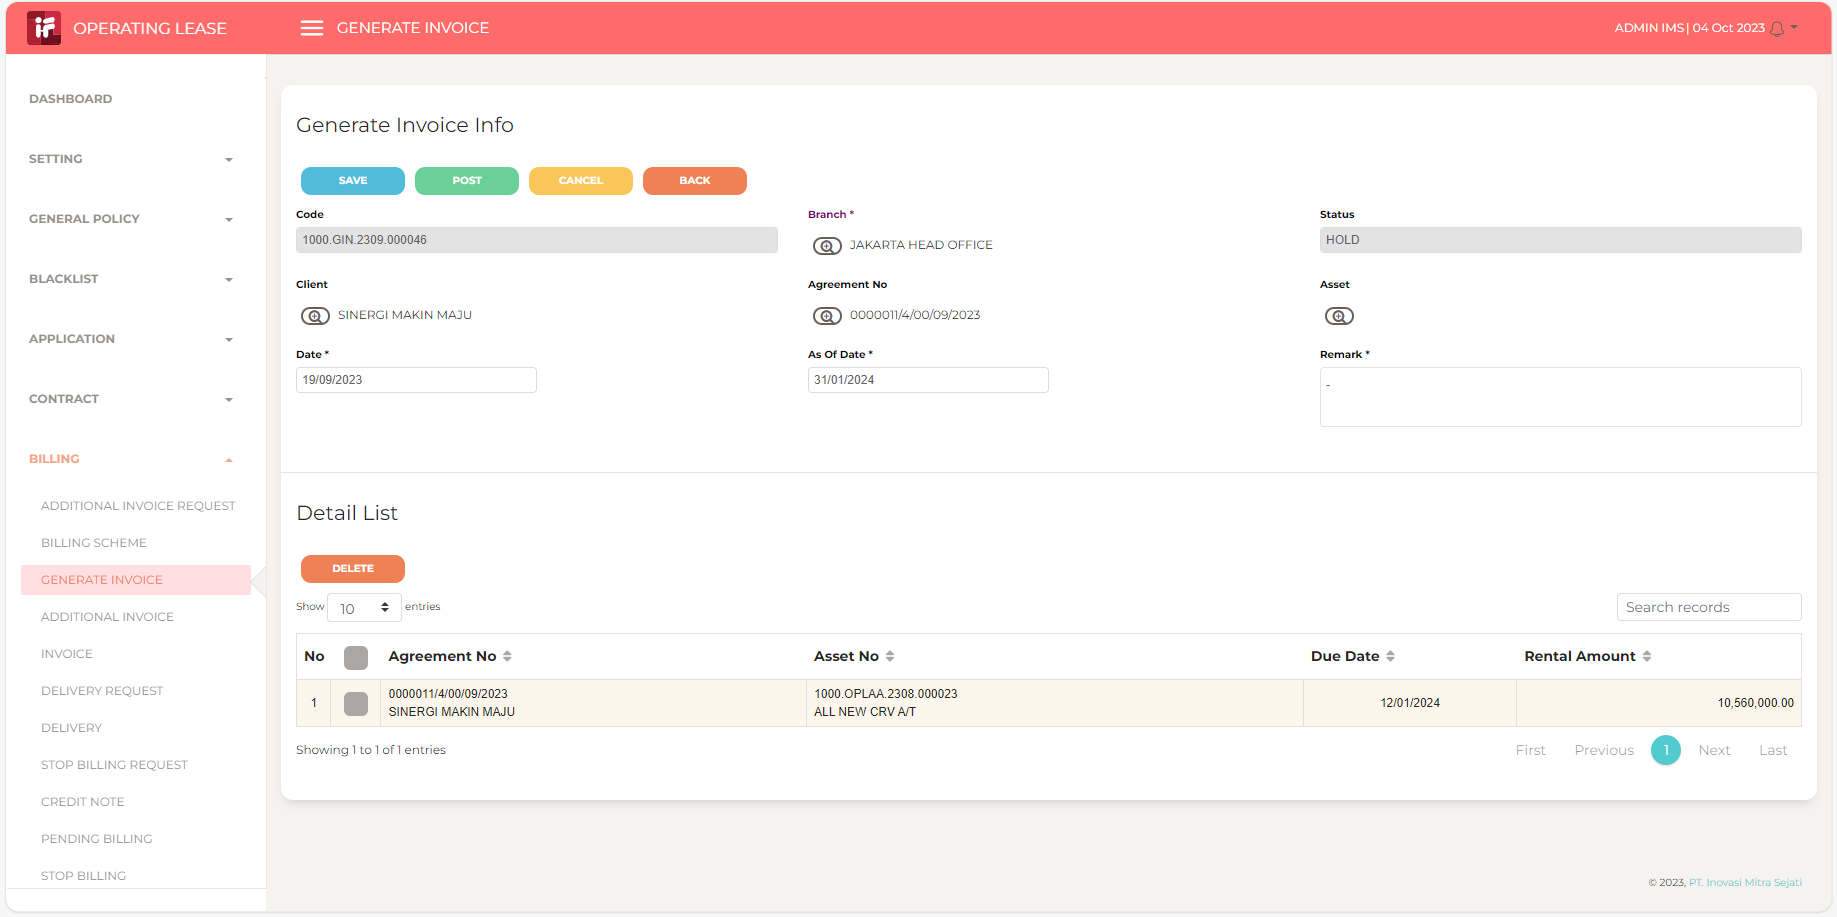 OPERATING LEASE
GENERATE INVOICE
ADMIN IMS | 04 Oct 2023
DASHBOARD
SETTING
GENERAL POLICY
BLACKLIST
APPLICATION
CONTRACT
BILLING
ADDITIONAL INVOICE REQUEST
BILLING SCHEME
GENERATE INVOICE
ADDITIONAL INVOICE
INVOICE
DELIVERY REQUEST
DELIVERY
STOP BILLING REQUEST
CREDIT NOTE
PENDING BILLING
STOP BILLING
Generate Invoice Info
SAVE POST CANCEL BACK
Code Branch * Status
1000.GIN.2309.000046 JAKARTA HEAD OFFICE HOLD
Client Agreement No Asset
SINERGI MAKIN MAJU 0000011/4/00/09/2023
Date * As Of Date * Remark *
19/09/2023 31/01/2024 -
Detail List
DELETE
Show 10 entries Search records
No Agreement No Asset No Due Date Rental Amount
1 0000011/4/00/09/2023 1000.OPLAA.2308.000023 12/01/2024 10,560,000.00
SINERGI MAKIN MAJU ALL NEW CRV A/T
Showing 1 to 1 of 1 entries First Previous 1 Next Last
© 2023, PT. Inovasi Mitra Sejati